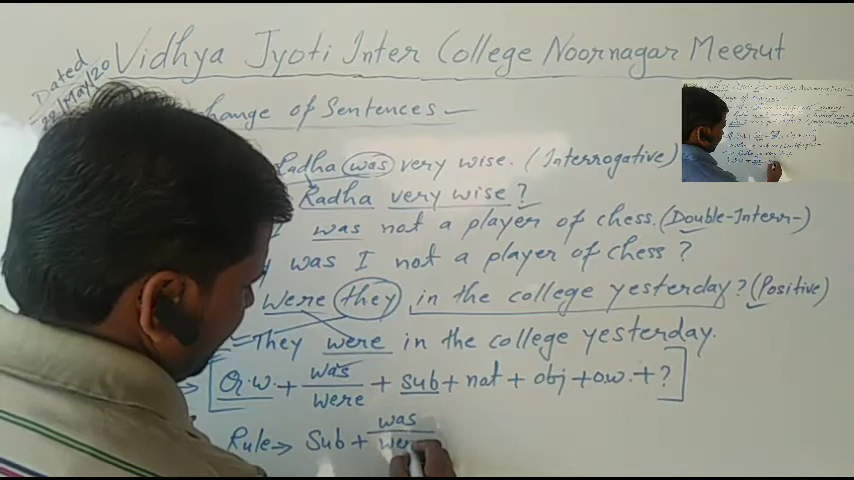 Vidhya Jyoti Inter College Noornagar Meerut
Dated
22/May/20
hange of Sentences –
Radha was very wise. (Interrogative)
Radha very wise ?
was not a player of chess. (Double-Interr-)
was I not a player of chess ?
Were they in the college yesterday? (Positive)
= They were in the college yesterday.
→ [Q.w. + was/were + sub + not + obj + o.w. + ?]
Rule → Sub + was/wer